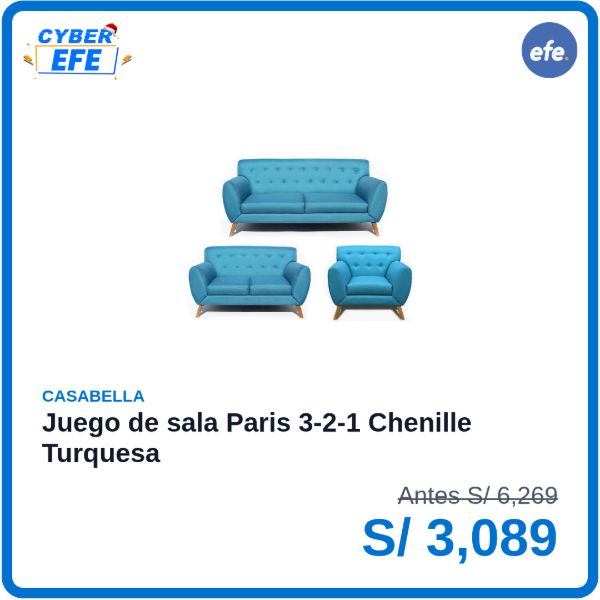 CYBER
EFE
efe.
CASABELLA
Juego de sala Paris 3-2-1 Chenille
Turquesa
Antes S/ 6,269
S/ 3,089